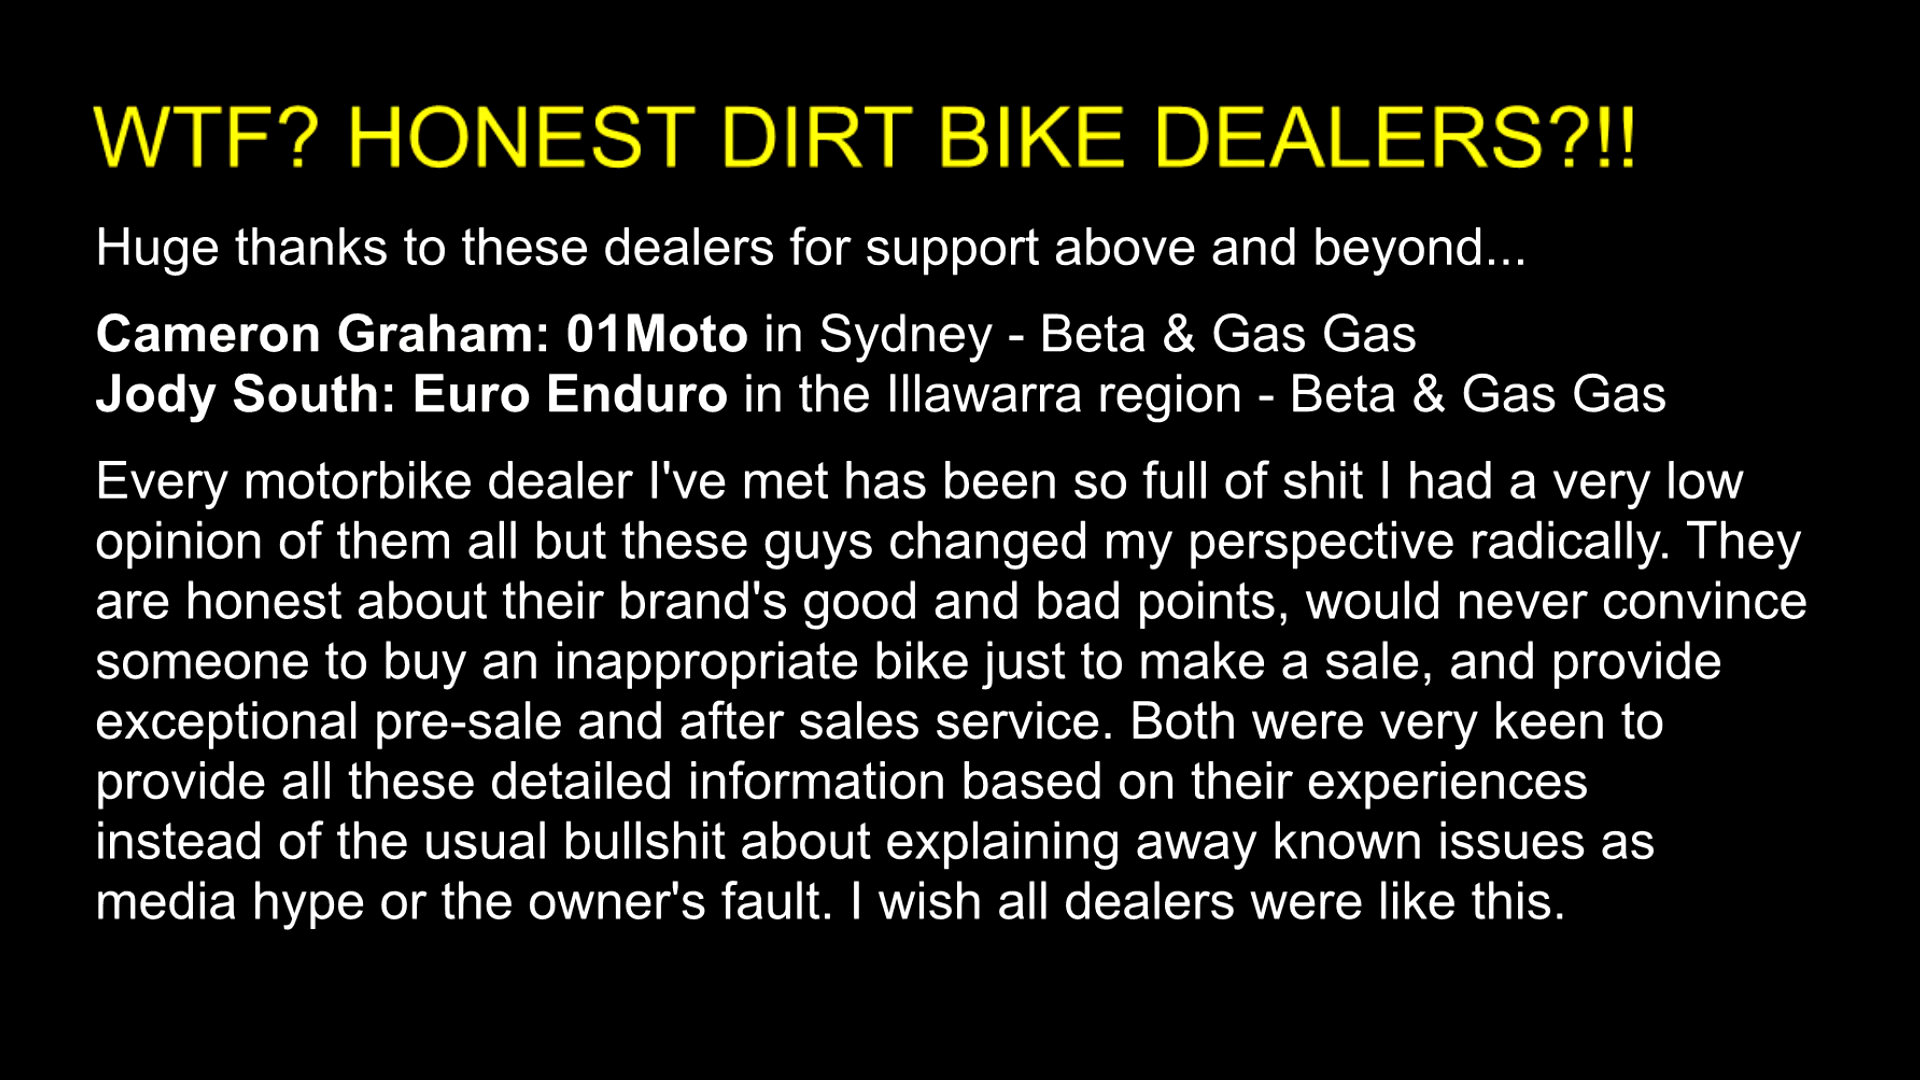 WTF? HONEST DIRT BIKE DEALERS?!!
Huge thanks to these dealers for support above and beyond...
Cameron Graham: 01Moto in Sydney - Beta & Gas Gas
Jody South: Euro Enduro in the Illawarra region - Beta & Gas Gas
Every motorbike dealer I've met has been so full of shit I had a very low
opinion of them all but these guys changed my perspective radically. They
are honest about their brand's good and bad points, would never convince
someone to buy an inappropriate bike just to make a sale, and provide
exceptional pre-sale and after sales service. Both were very keen to
provide all these detailed information based on their experiences
instead of the usual bullshit about explaining away known issues as
media hype or the owner's fault. I wish all dealers were like this.